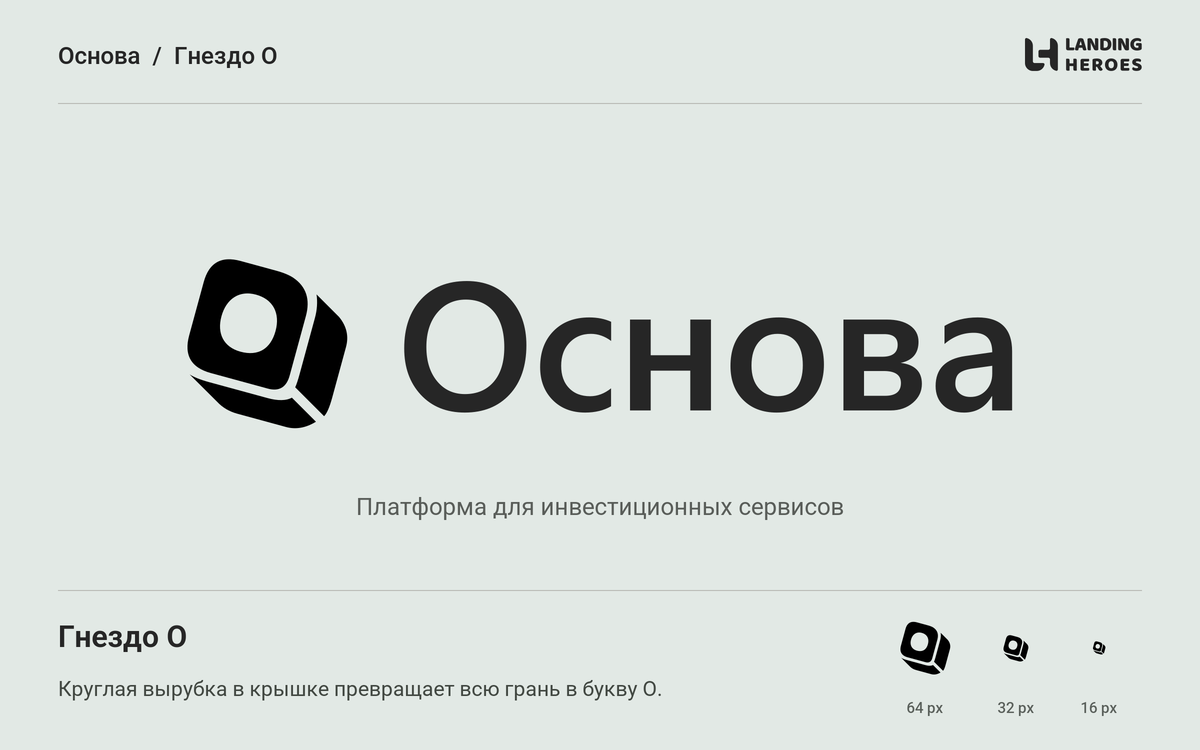 Основа / Гнездо О
LANDING
HEROES
Основа
Платформа для инвестиционных сервисов
Гнездо О
Круглая вырубка в крышке превращает всю грань в букву О.
64 px
32 px
16 px